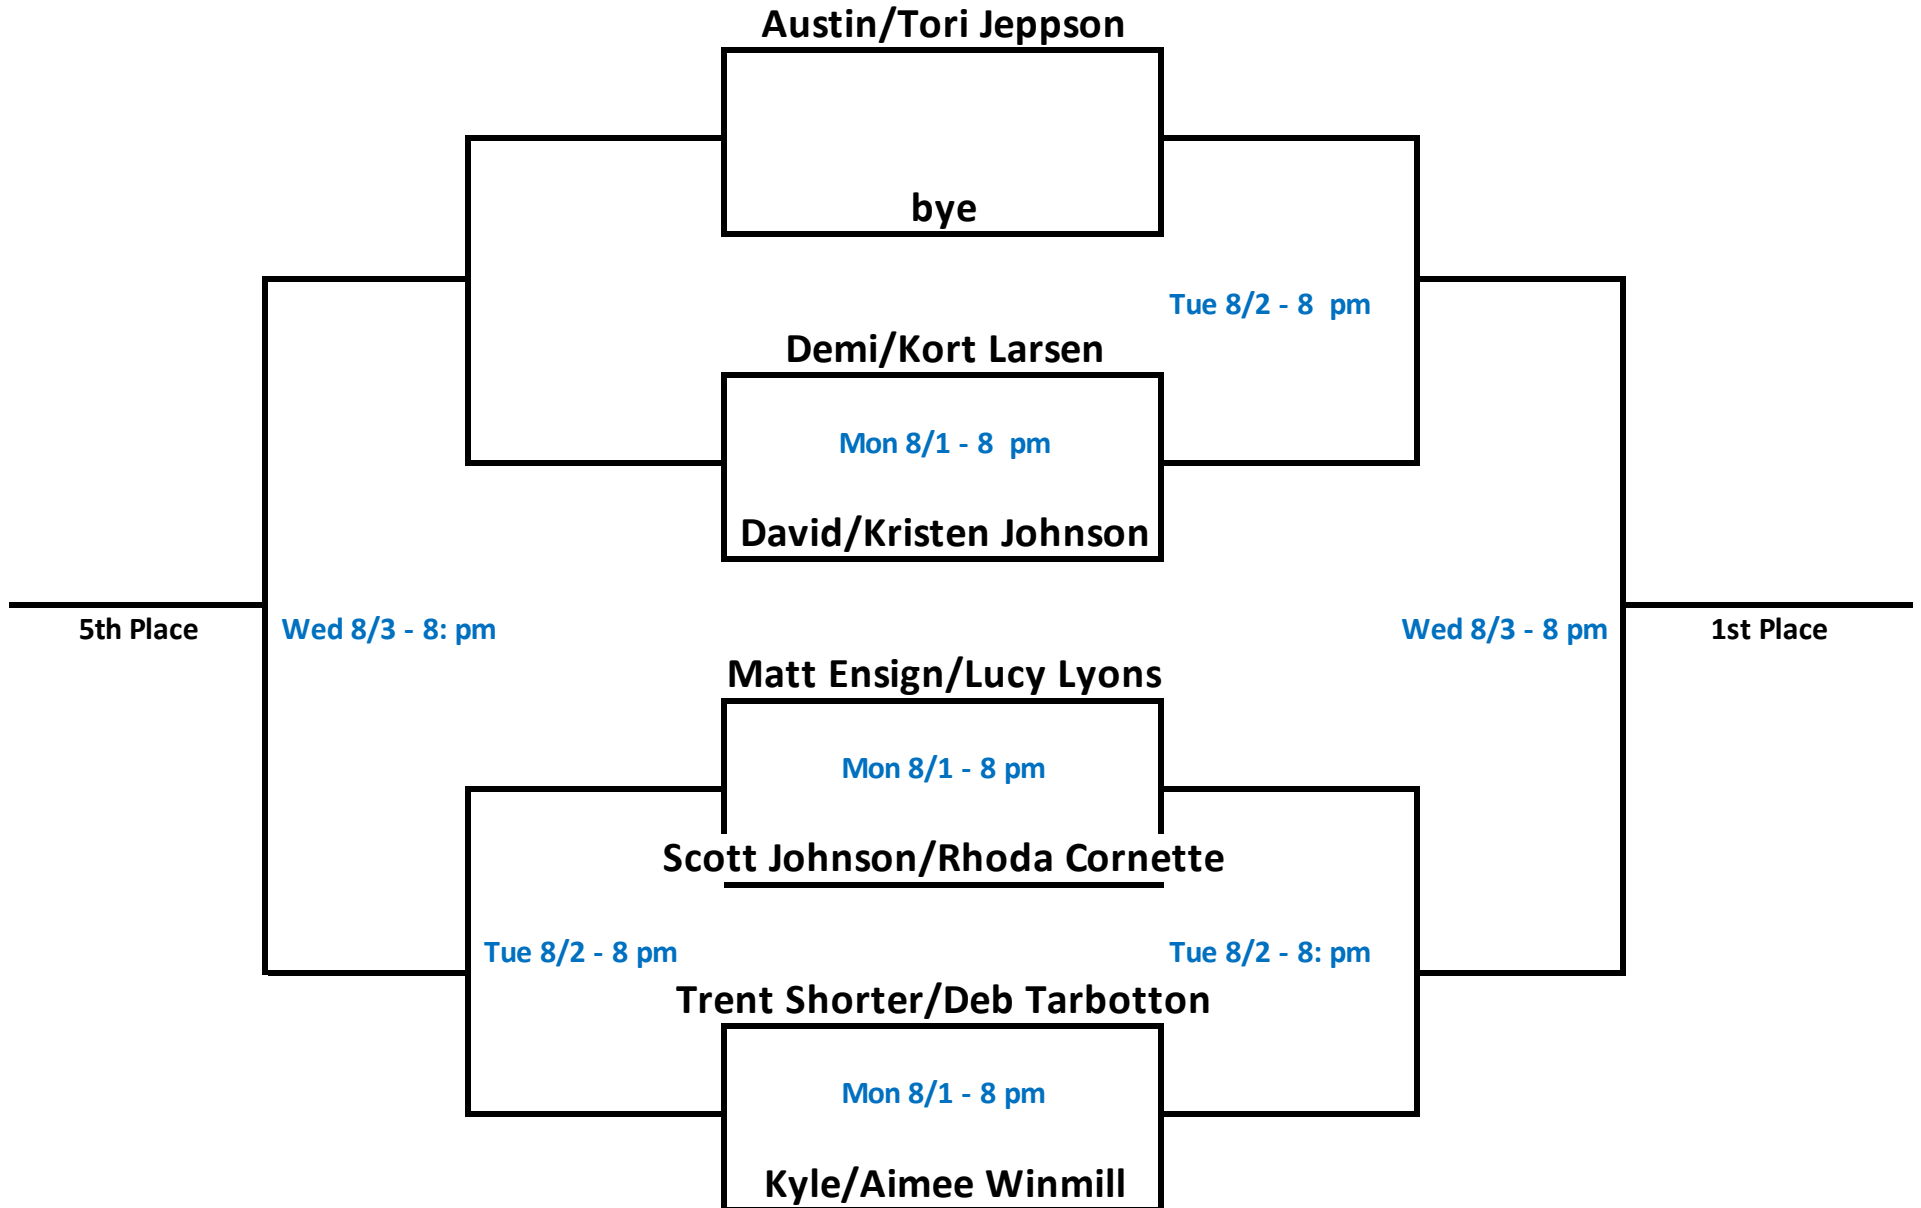 Austin/Tori Jeppson
bye
Tue 8/2 - 8  pm
Demi/Kort Larsen
Mon 8/1 - 8  pm
David/Kristen Johnson
5th Place
Wed 8/3 - 8: pm
Wed 8/3 - 8 pm
1st Place
Matt Ensign/Lucy Lyons
Mon 8/1 - 8 pm
Scott Johnson/Rhoda Cornette
Tue 8/2 - 8 pm
Tue 8/2 - 8: pm
Trent Shorter/Deb Tarbotton
Mon 8/1 - 8 pm
Kyle/Aimee Winmill